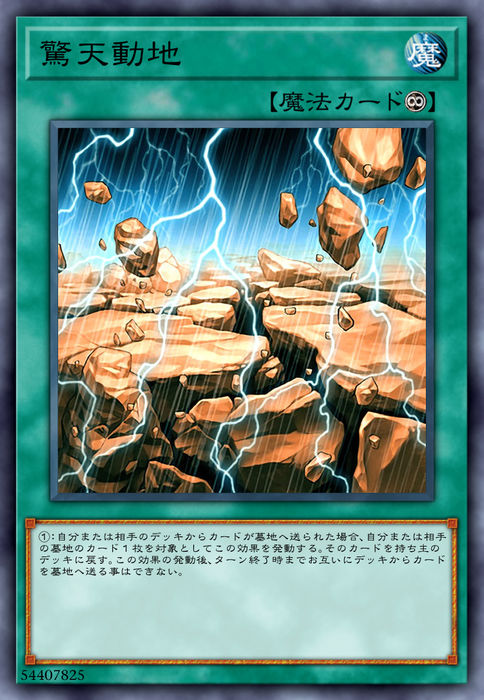 驚天動地
魔
【魔法カード】
①:自分または相手のデッキからカードが墓地へ送られた場合、自分または相手
の墓地のカード1枚を対象としてこの効果を発動する。そのカードを持ち主の
デッキに戻す。この効果の発動後、ターン終了時までお互いにデッキからカード
を墓地へ送る事はできない。
54407825